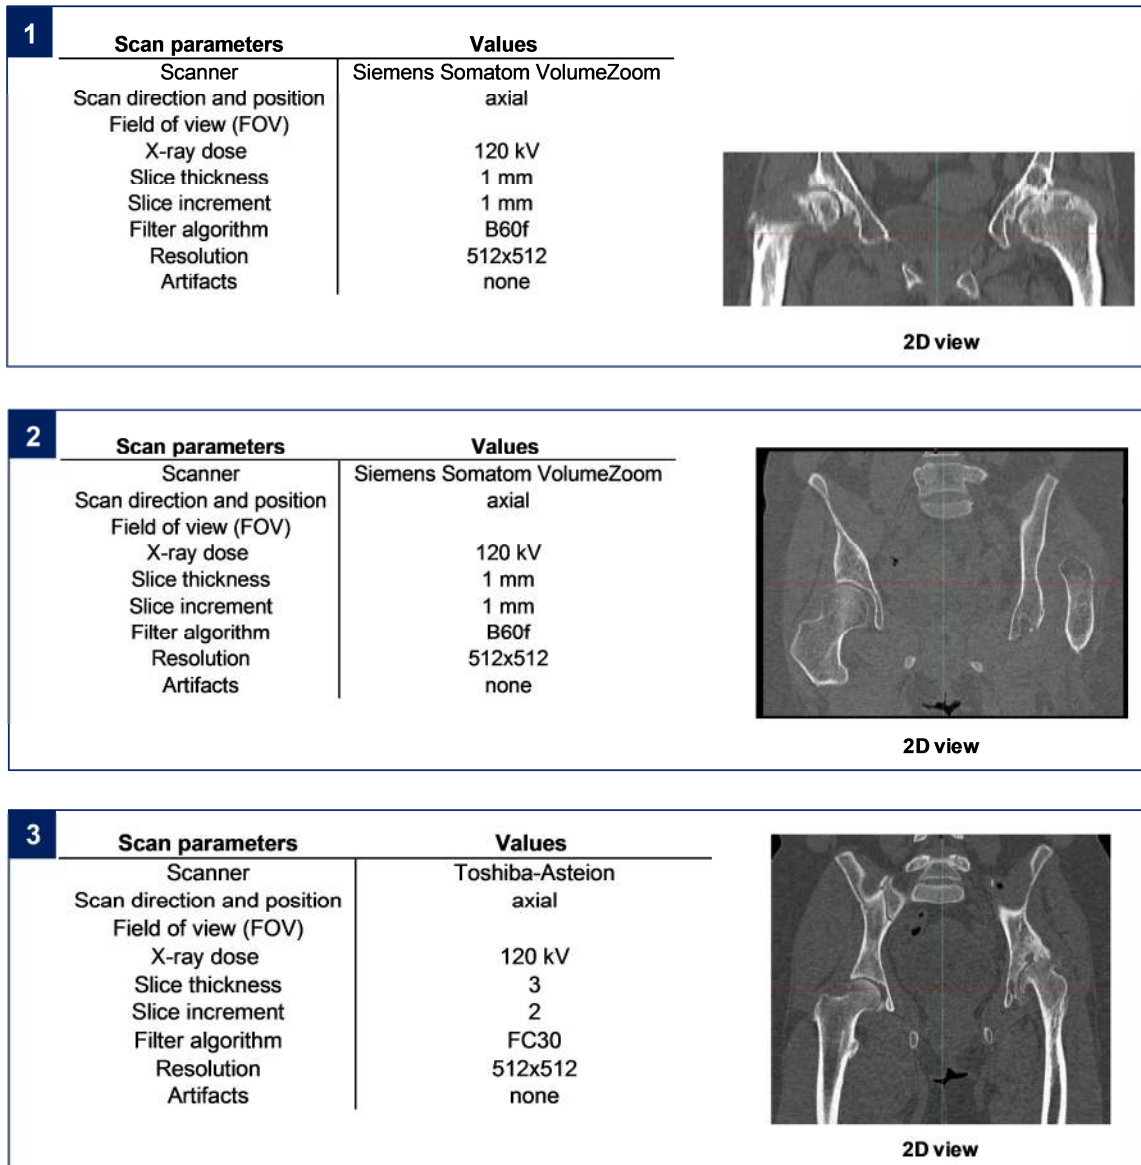 1
Scan parameters Values
Scanner Siemens Somatom VolumeZoom
Scan direction and position axial
Field of view (FOV)
X-ray dose 120 kV
Slice thickness 1 mm
Slice increment 1 mm
Filter algorithm B60f
Resolution 512x512
Artifacts none
2D view
2
Scan parameters Values
Scanner Siemens Somatom VolumeZoom
Scan direction and position axial
Field of view (FOV)
X-ray dose 120 kV
Slice thickness 1 mm
Slice increment 1 mm
Filter algorithm B60f
Resolution 512x512
Artifacts none
2D view
3
Scan parameters Values
Scanner Toshiba-Asteion
Scan direction and position axial
Field of view (FOV)
X-ray dose 120 kV
Slice thickness 3
Slice increment 2
Filter algorithm FC30
Resolution 512x512
Artifacts none
2D view